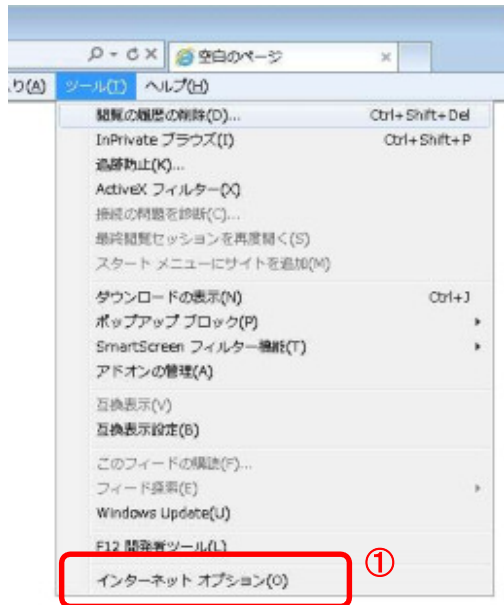 空白のページ
り(A) ツール(T) ヘルプ(H)
閲覧の履歴の削除(D)... Ctrl+Shift+Del
InPrivate ブラウズ(I) Ctrl+Shift+P
追跡防止(K)...
ActiveX フィルター(X)
接続の問題を診断(C)...
最終閲覧セッションを再度開く(S)
スタート メニューにサイトを追加(M)
ダウンロードの表示(N) Ctrl+J
ポップアップ ブロック(P)
SmartScreen フィルター機能(T)
アドオンの管理(A)
互換表示(V)
互換表示設定(B)
このフィードの購読(F)...
フィード探索(E)
Windows Update(U)
F12 開発者ツール(L)
インターネット オプション(O)
①